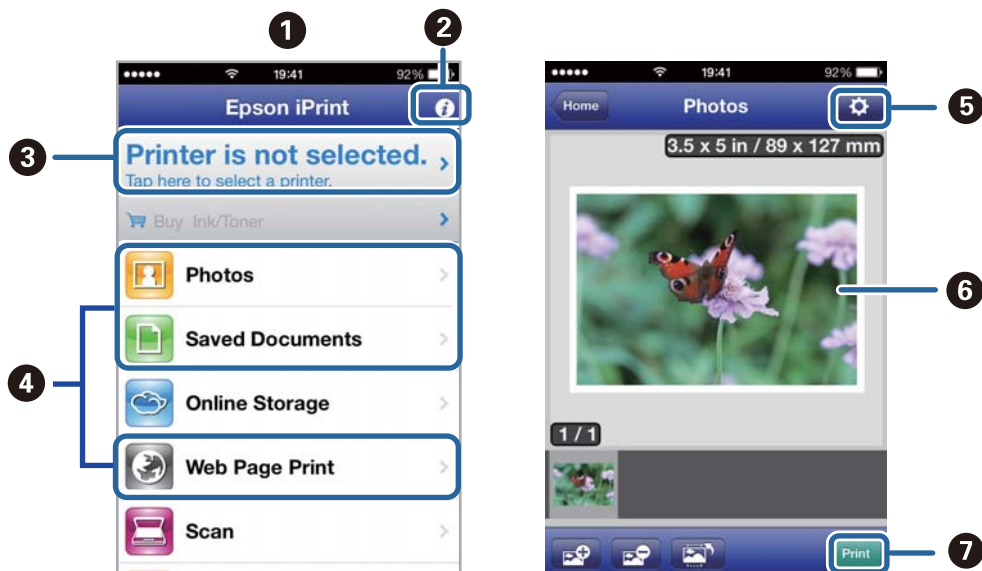 1
2
19:41
92%
Epson iPrint
3
Printer is not selected.
Tap here to select a printer.
Buy Ink/Toner
Photos
Saved Documents
4
Online Storage
Web Page Print
Scan
19:41
92%
Home
Photos
5
3.5 x 5 in / 89 x 127 mm
6
1 / 1
Print
7